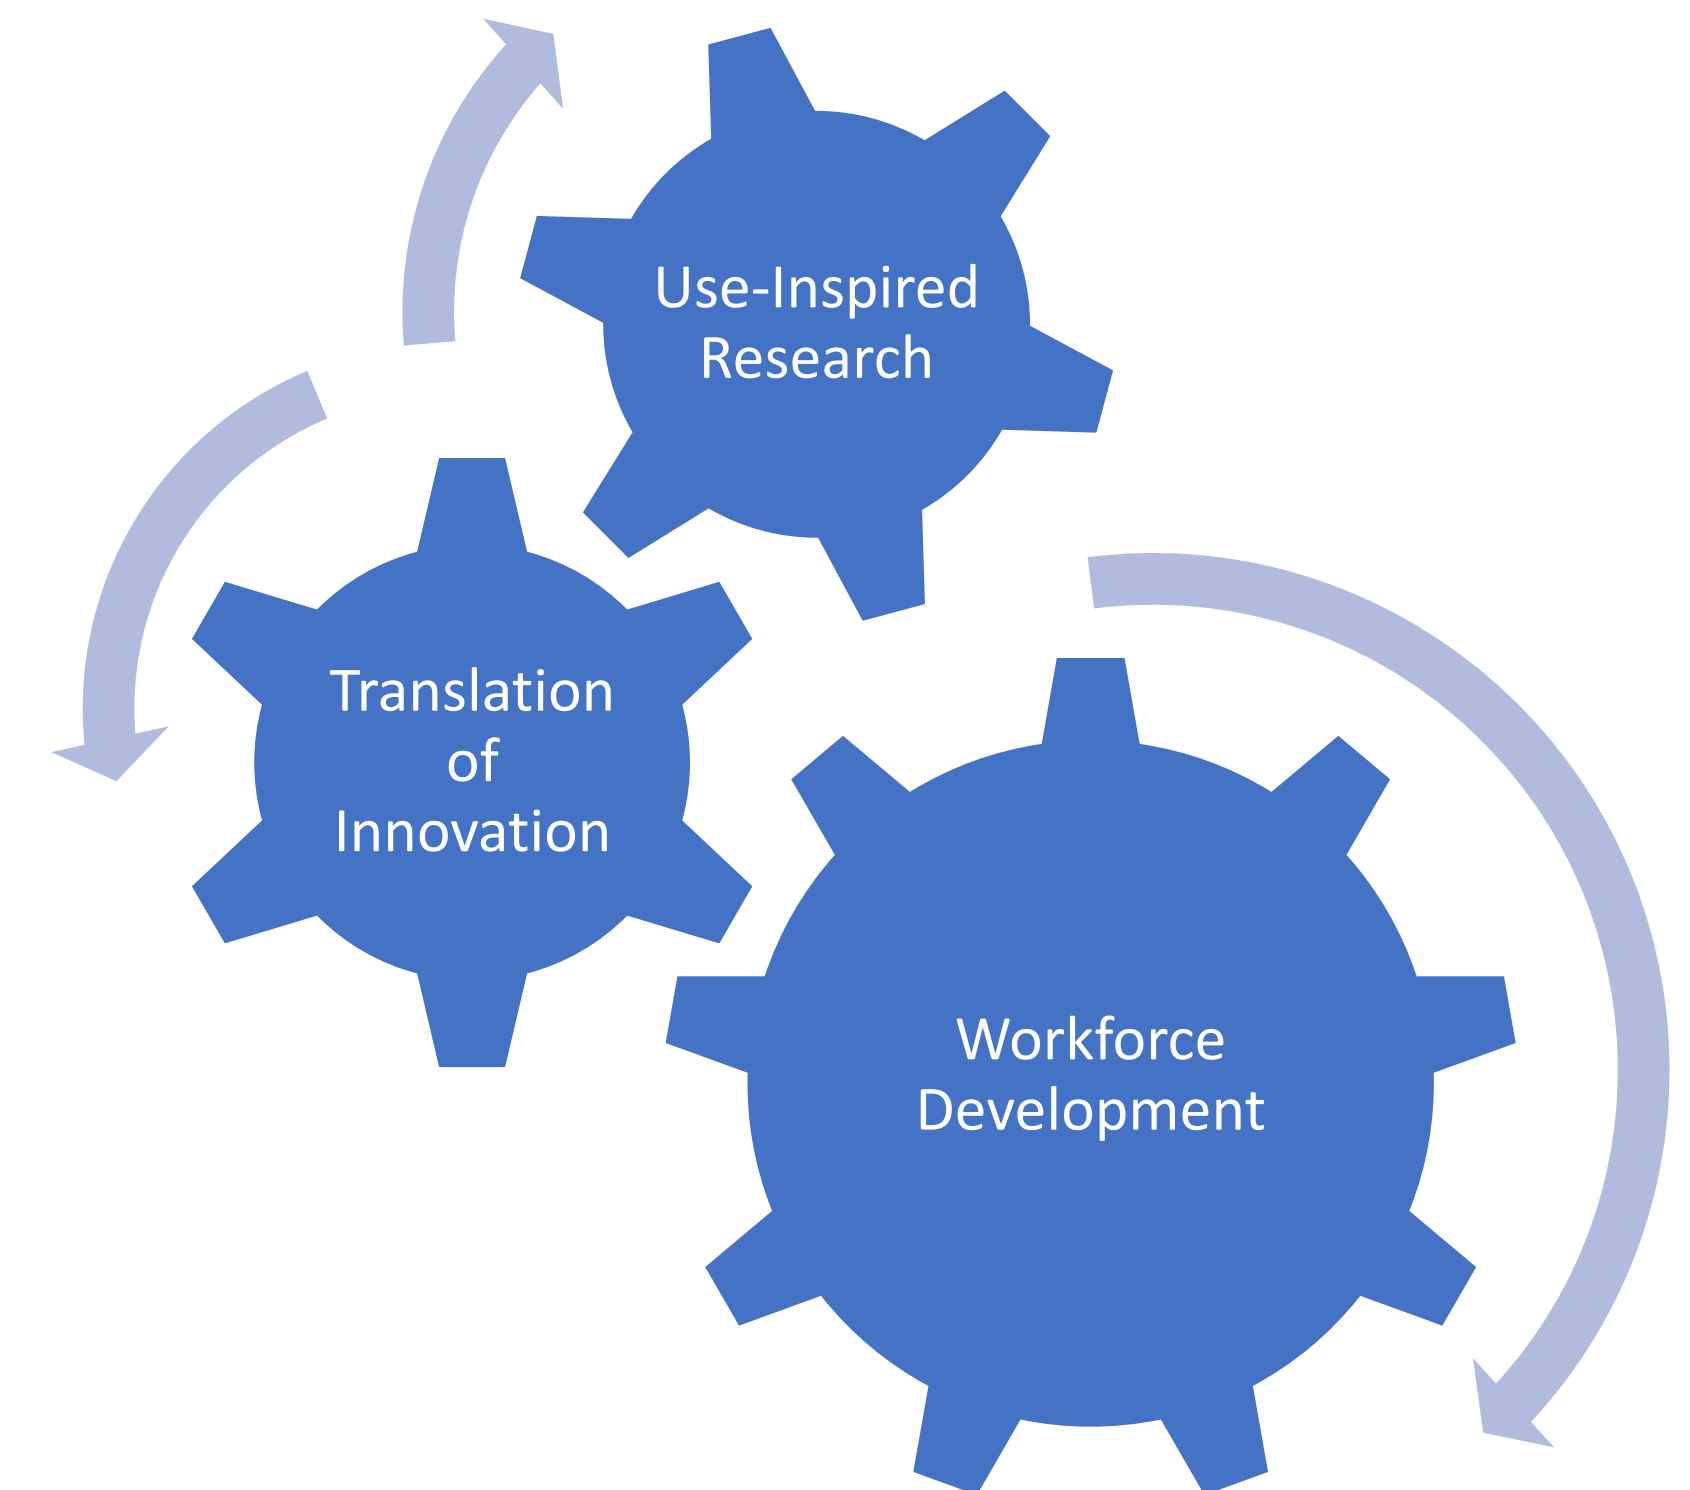 Use-Inspired
Research
Translation
of
Innovation
Workforce
Development